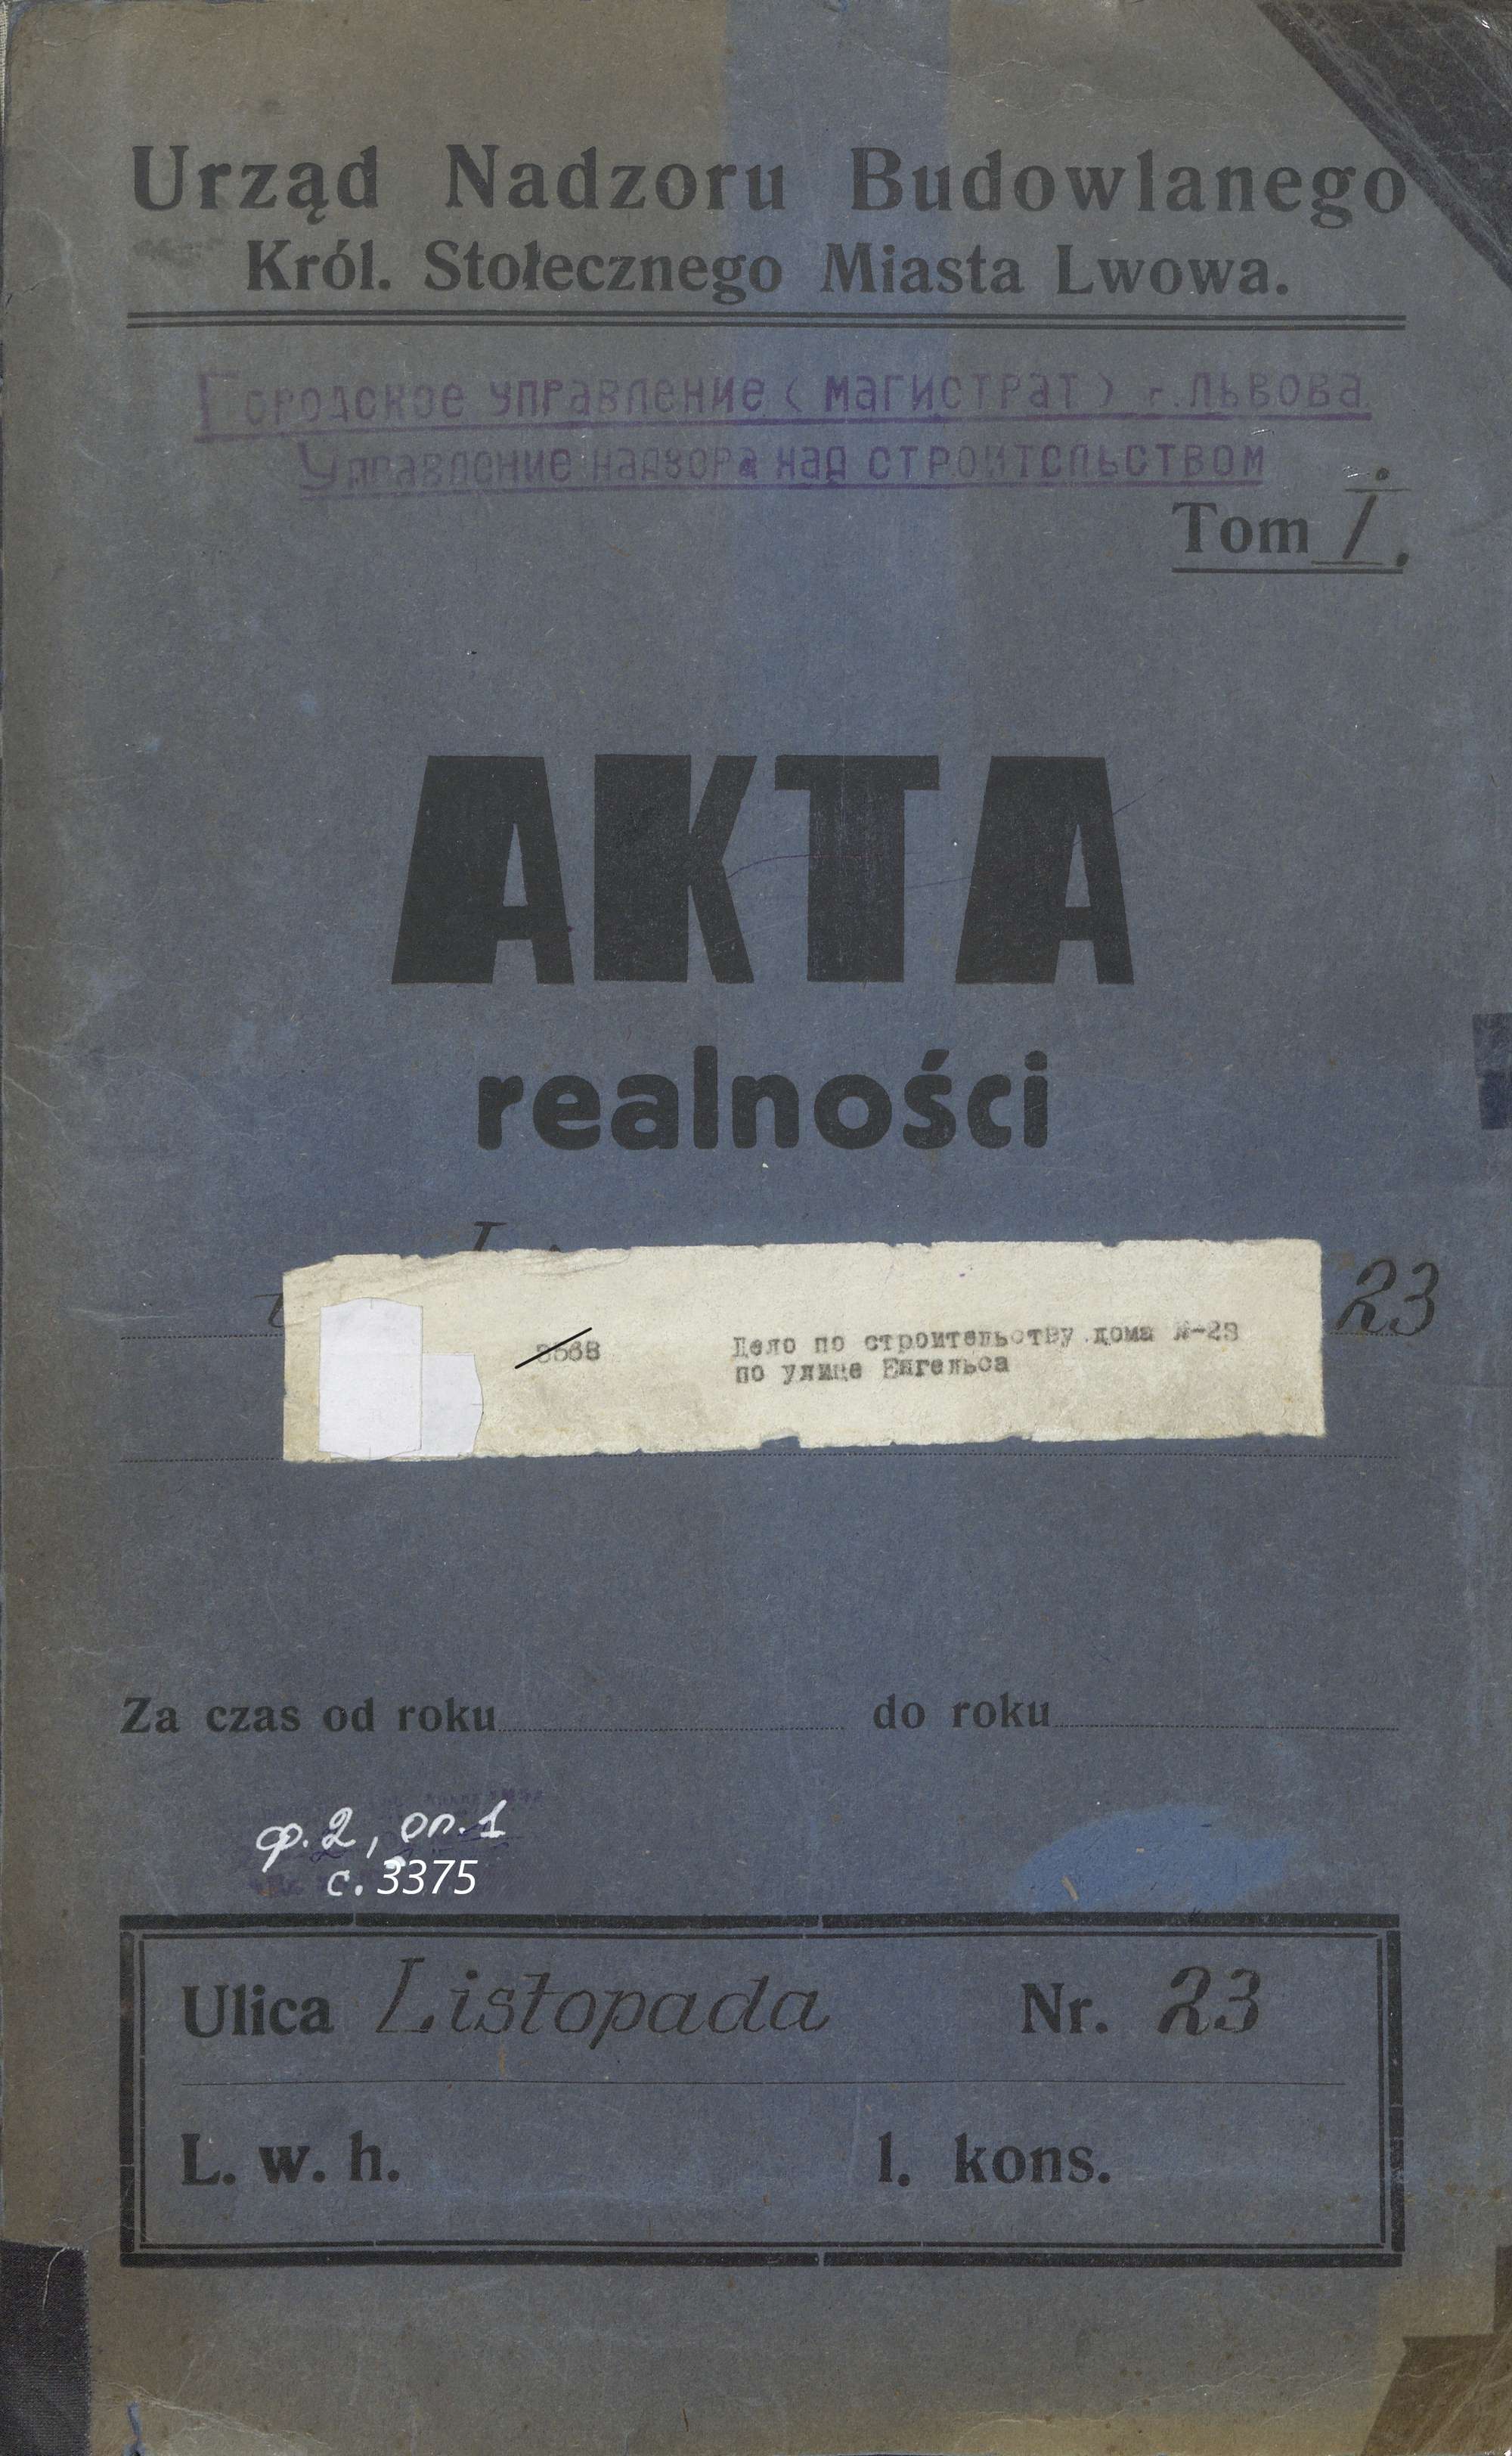 Urząd Nadzoru Budowlanego
Król. Stołecznego Miasta Lwowa.
Городское управление (магистрат) г. Львова
Управление надзора над строительством
Tom I.
AKTA
realności
23
Дело по строительству дома №-23
по улице Енгельса
Za czas od roku do roku
ф.2, оп.1
с. 3375
Ulica Listopada Nr. 23
L. w. h. l. kons.